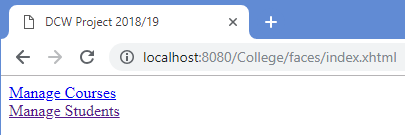 DCW Project 2018/19
localhost:8080/College/faces/index.xhtml
Manage Courses
Manage Students